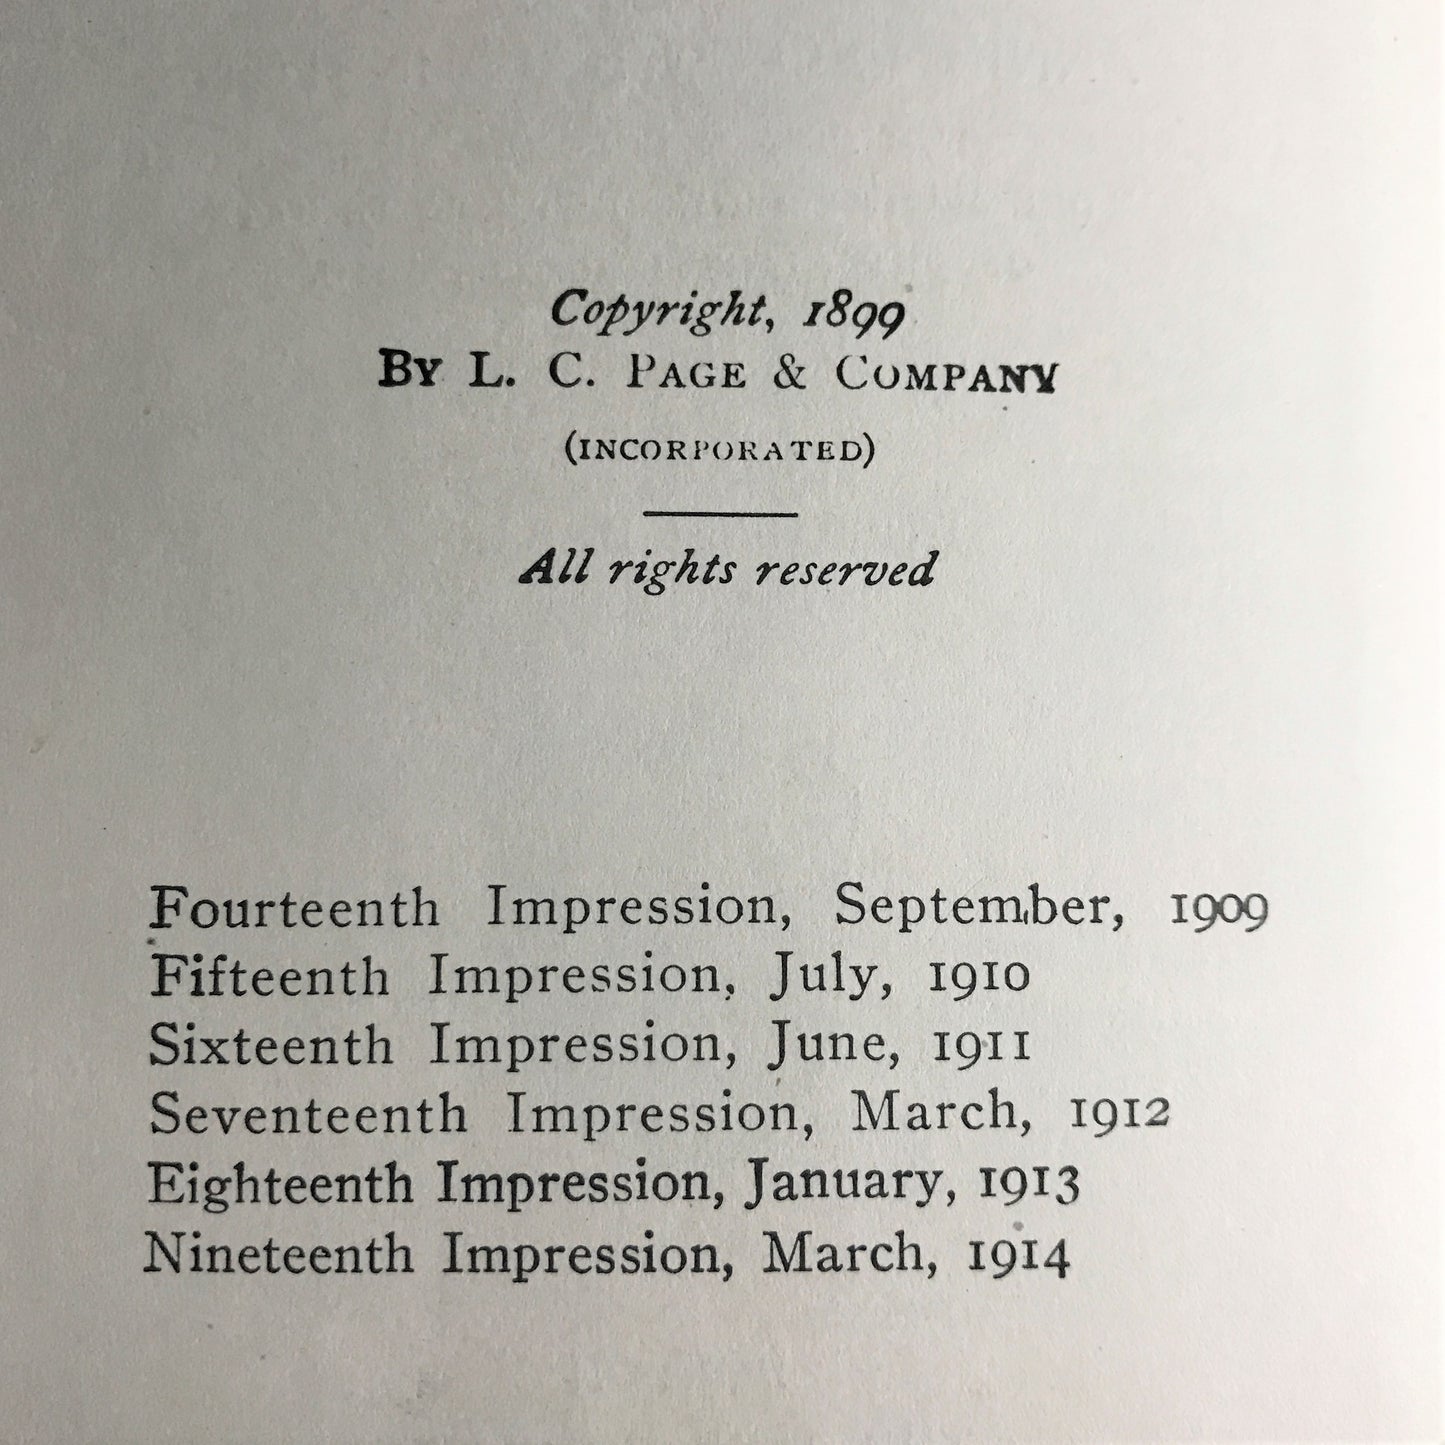 Copyright, 1899
By L. C. Page & Company
(INCORPORATED)
All rights reserved
Fourteenth Impression, September, 1909
Fifteenth Impression, July, 1910
Sixteenth Impression, June, 1911
Seventeenth Impression, March, 1912
Eighteenth Impression, January, 1913
Nineteenth Impression, March, 1914